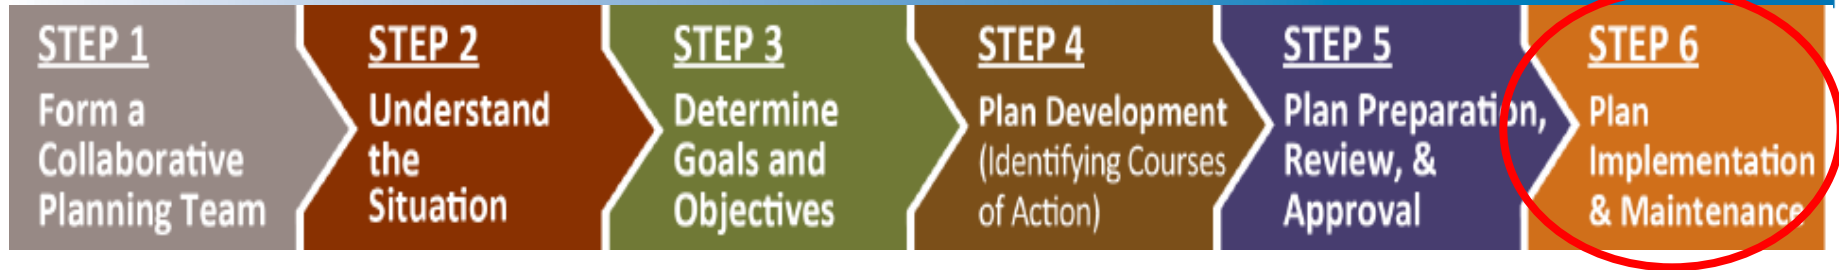 STEP 1
Form a
Collaborative
Planning Team
STEP 2
Understand
the
Situation
STEP 3
Determine
Goals and
Objectives
STEP 4
Plan Development
(Identifying Courses
of Action)
STEP 5
Plan Preparation,
Review, &
Approval
STEP 6
Plan
Implementation
& Maintenance